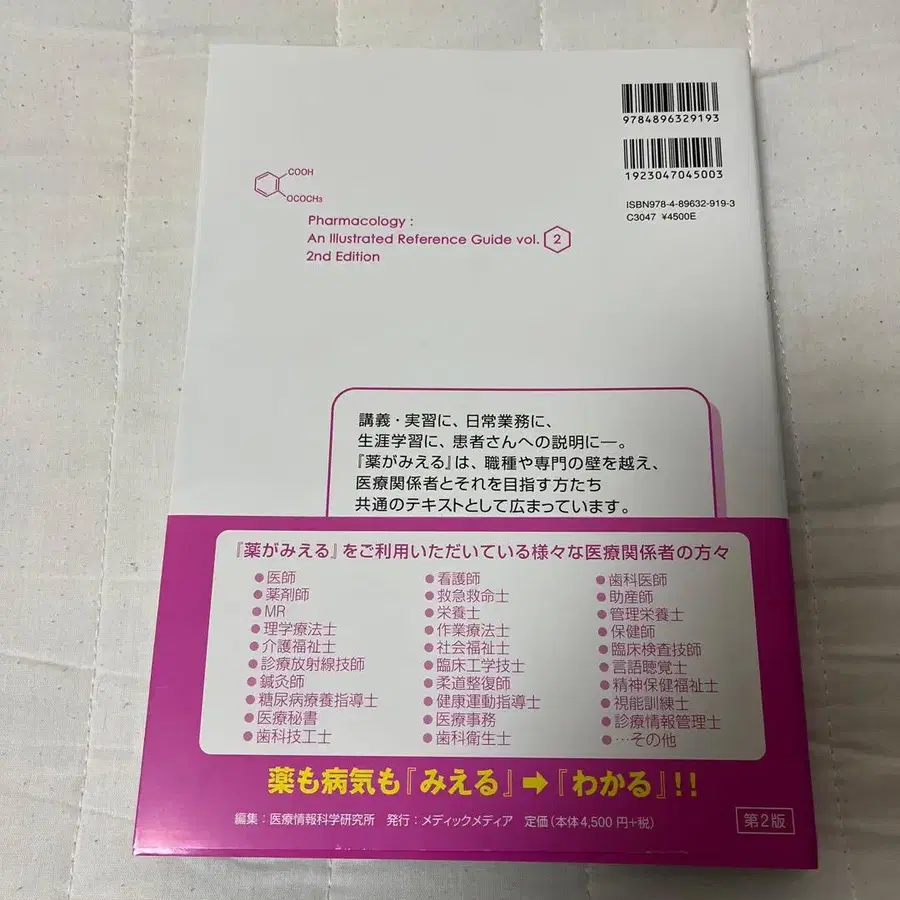 9784896329193
1923047045003
ISBN978-4-89632-919-3
C3047 ¥4500E
COOH
OCOCH₃
Pharmacology :
An Illustrated Reference Guide vol. 2
2nd Edition
講義・実習に、日常業務に、
生涯学習に、患者さんへの説明に―。
『薬がみえる』は、職種や専門の壁を越え、
医療関係者とそれを目指す方たち
共通のテキストとして広まっています。
『薬がみえる』をご利用いただいている様々な医療関係者の方々
●医師 ●看護師 ●歯科医師
●薬剤師 ●救急救命士 ●助産師
●MR ●栄養士 ●管理栄養士
●理学療法士 ●作業療法士 ●保健師
●介護福祉士 ●社会福祉士 ●臨床検査技師
●診療放射線技師 ●臨床工学技士 ●言語聴覚士
●鍼灸師 ●柔道整復師 ●精神保健福祉士
●糖尿病療養指導士 ●健康運動指導士 ●視能訓練士
●医療秘書 ●医療事務 ●診療情報管理士
●歯科技工士 ●歯科衛生士 ●…その他
薬も病気も『みえる』➡『わかる』!!
編集：医療情報科学研究所 発行：メディックメディア 定価（本体4,500円+税） 第2版